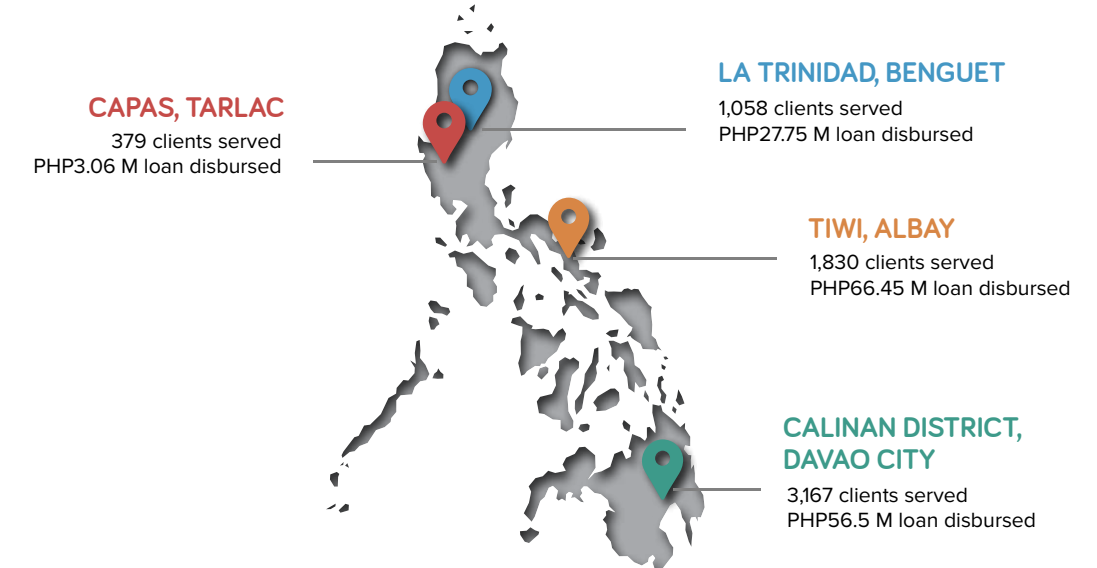 CAPAS, TARLAC
379 clients served
PHP3.06 M loan disbursed
LA TRINIDAD, BENGUET
1,058 clients served
PHP27.75 M loan disbursed
TIWI, ALBAY
1,830 clients served
PHP66.45 M loan disbursed
CALINAN DISTRICT,
DAVAO CITY
3,167 clients served
PHP56.5 M loan disbursed